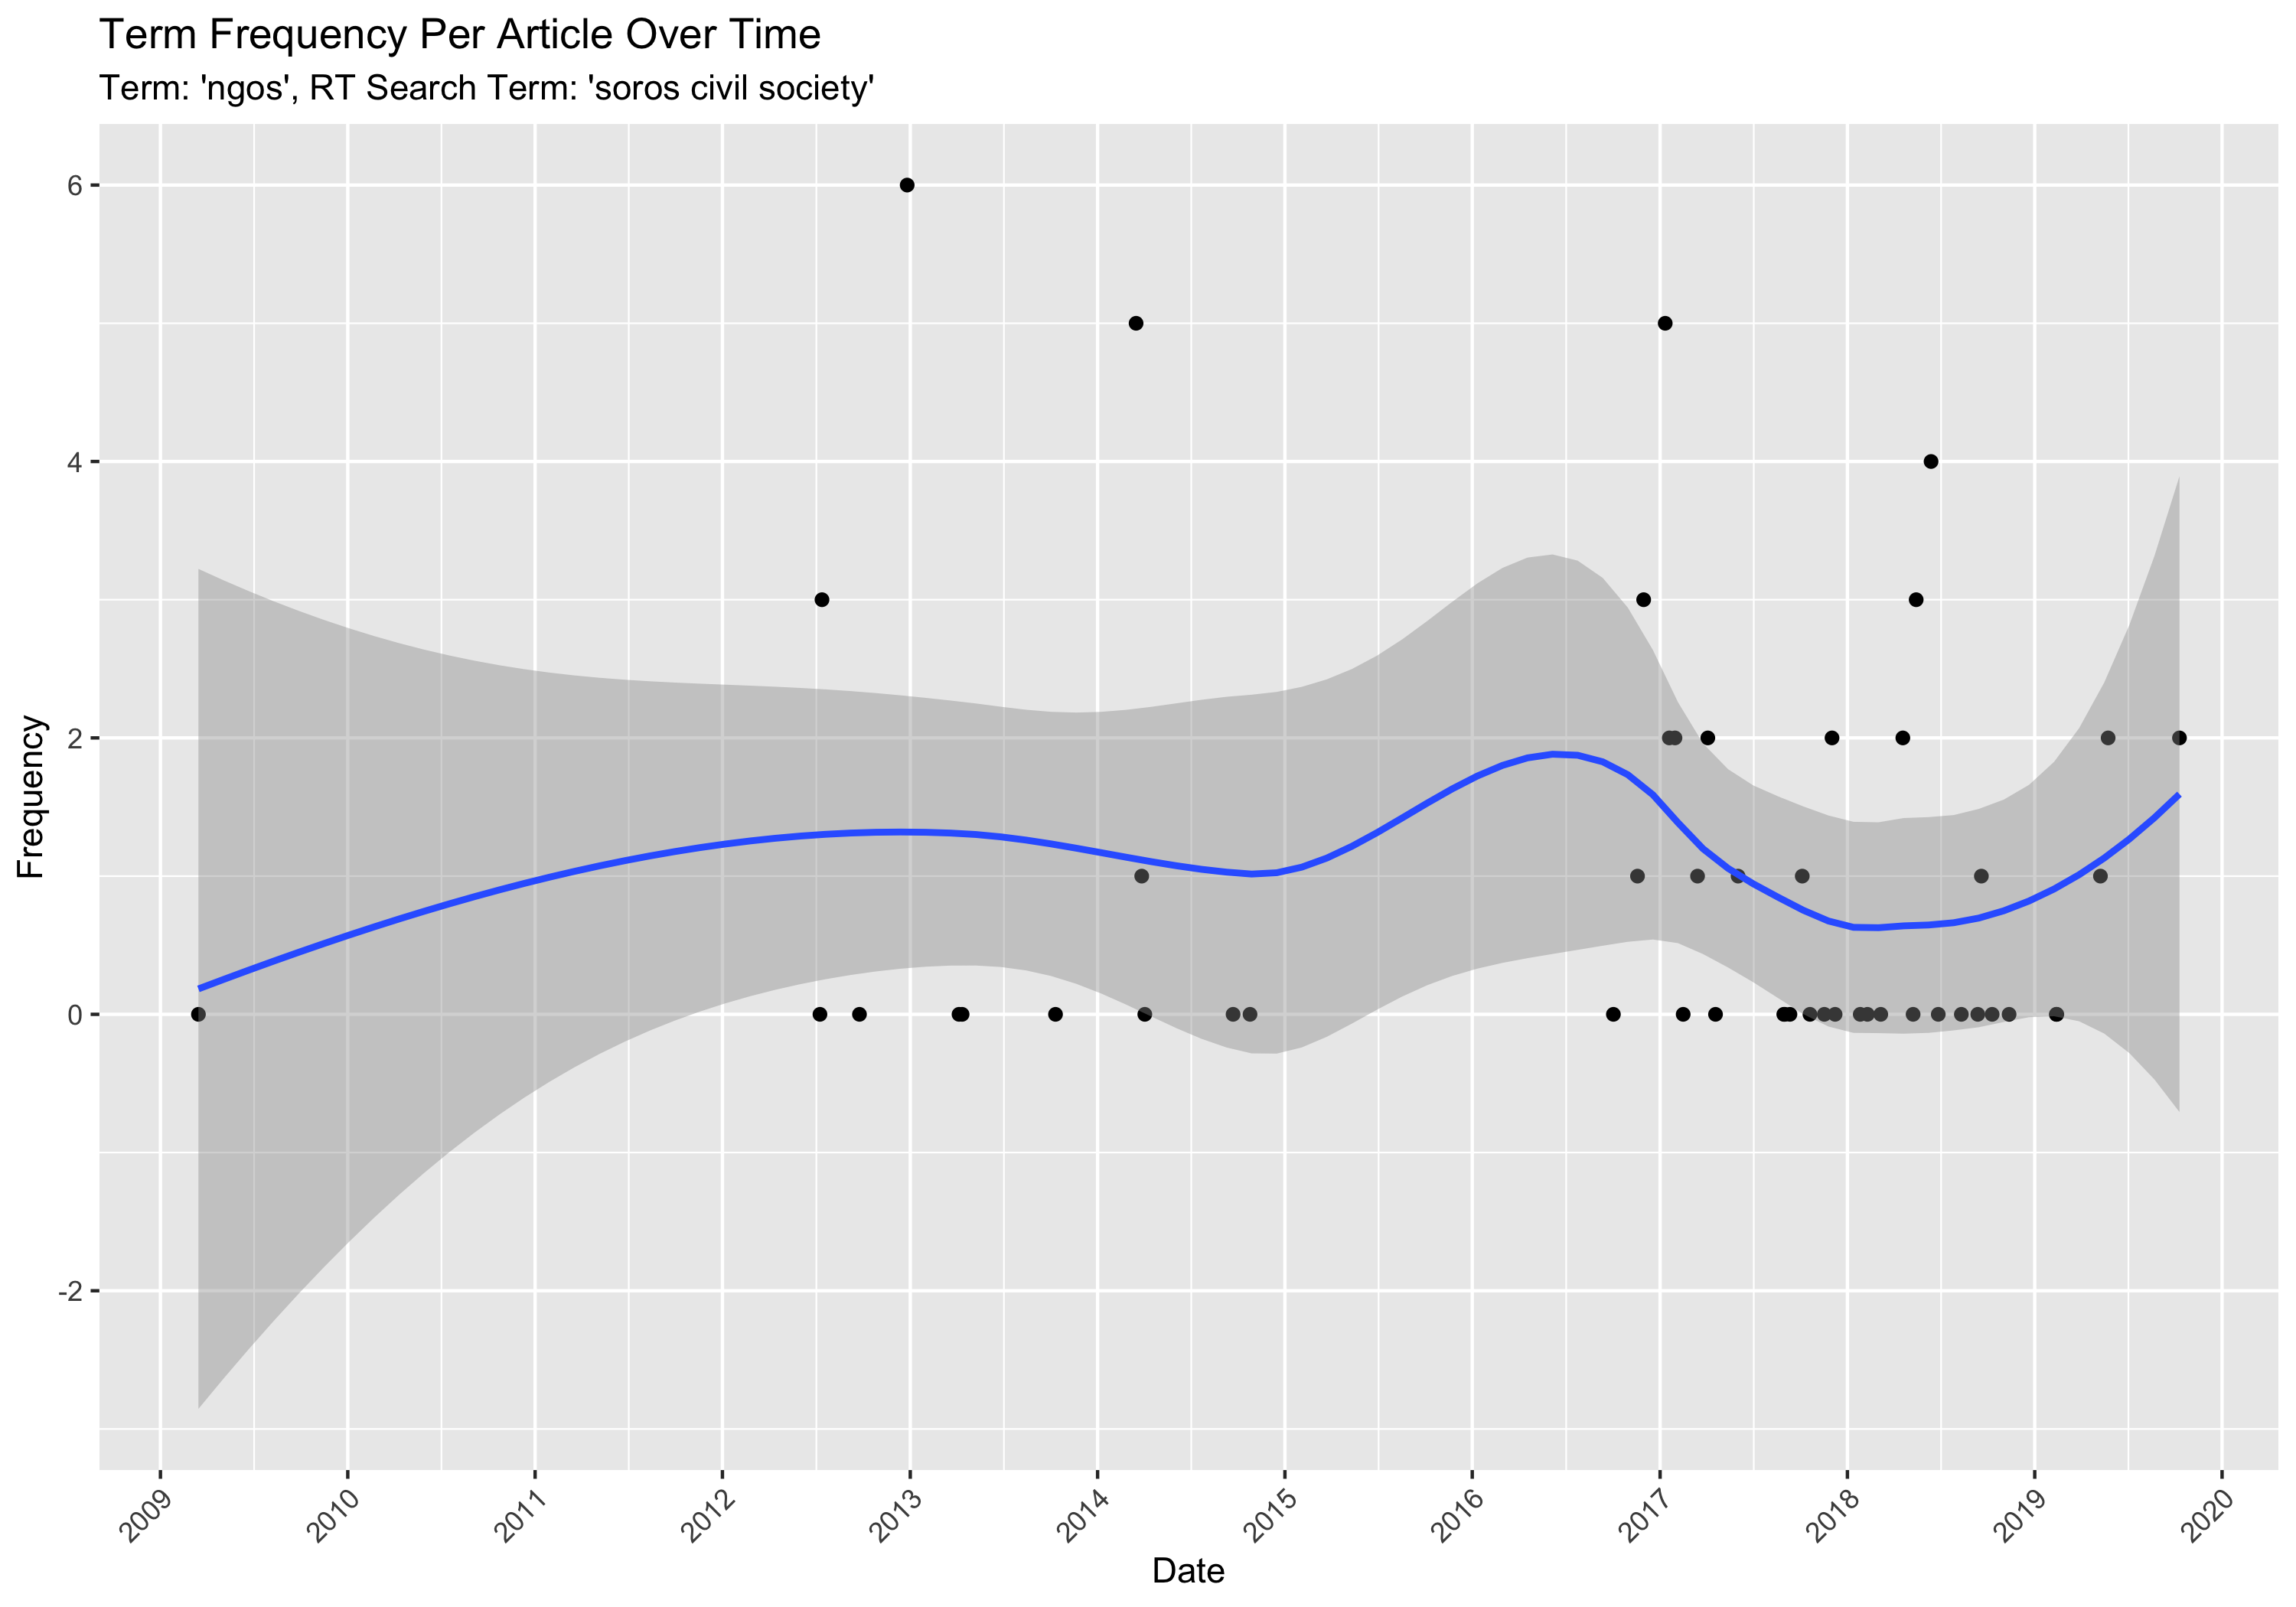 Term Frequency Per Article Over Time
Term: 'ngos', RT Search Term: 'soros civil society'
6
4
2
0
-2
Frequency
2009 2010 2011 2012 2013 2014 2015 2016 2017 2018 2019 2020
Date